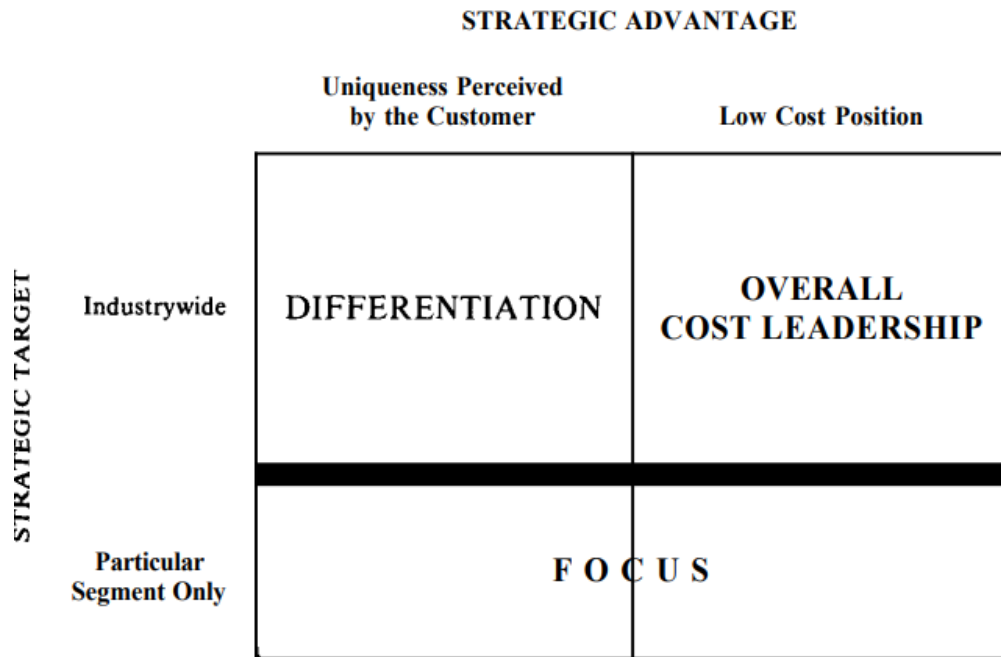 STRATEGIC ADVANTAGE
Uniqueness Perceived
by the Customer
Low Cost Position
STRATEGIC TARGET
Industrywide
DIFFERENTIATION
OVERALL
COST LEADERSHIP
Particular
Segment Only
FOCUS